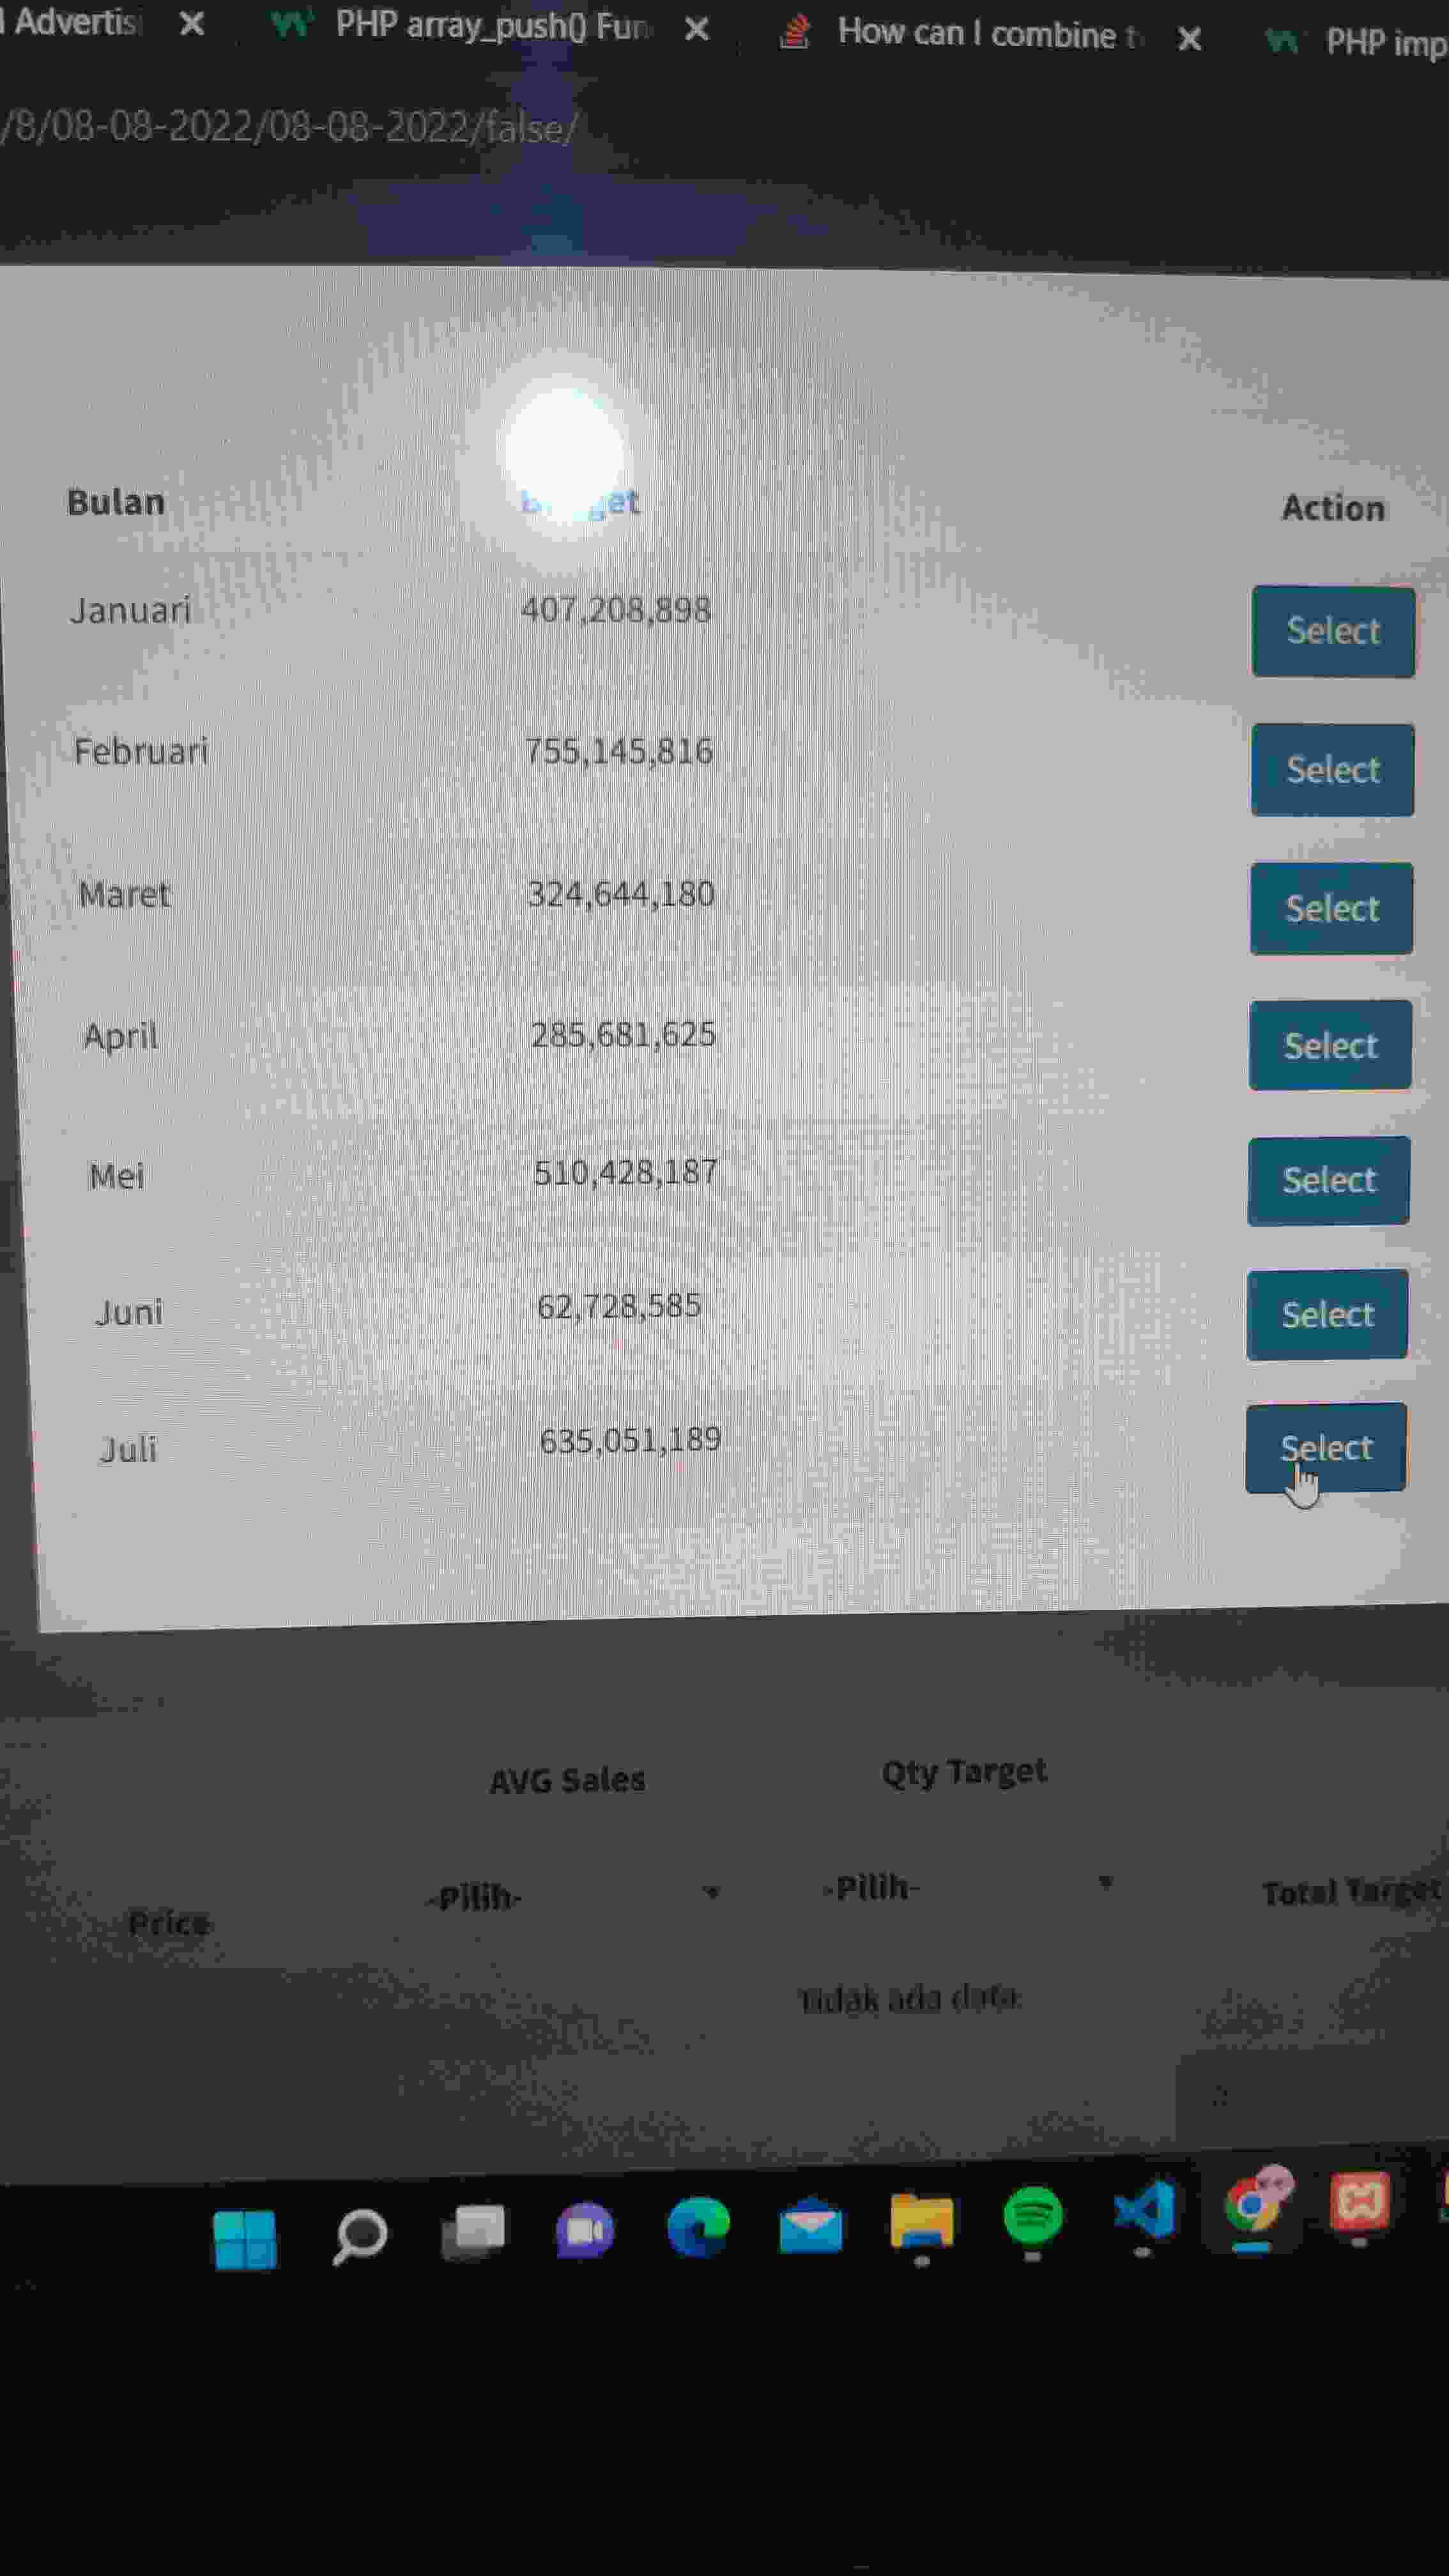 Advertisi
PHP array_push() Fun
How can I combine t
PHP imp
/8/08-08-2022/08-08-2022/false/
Bulan Action
Januari 407,208,898 Select
Februari 755,145,816 Select
Maret 324,644,180 Select
April 285,681,625 Select
Mei 510,428,187 Select
Juni 62,728,585 Select
Juli 635,051,189 Select
AVG Sales Qty Target
Price -Pilih- -Pilih- Total Target
Tidak ada data